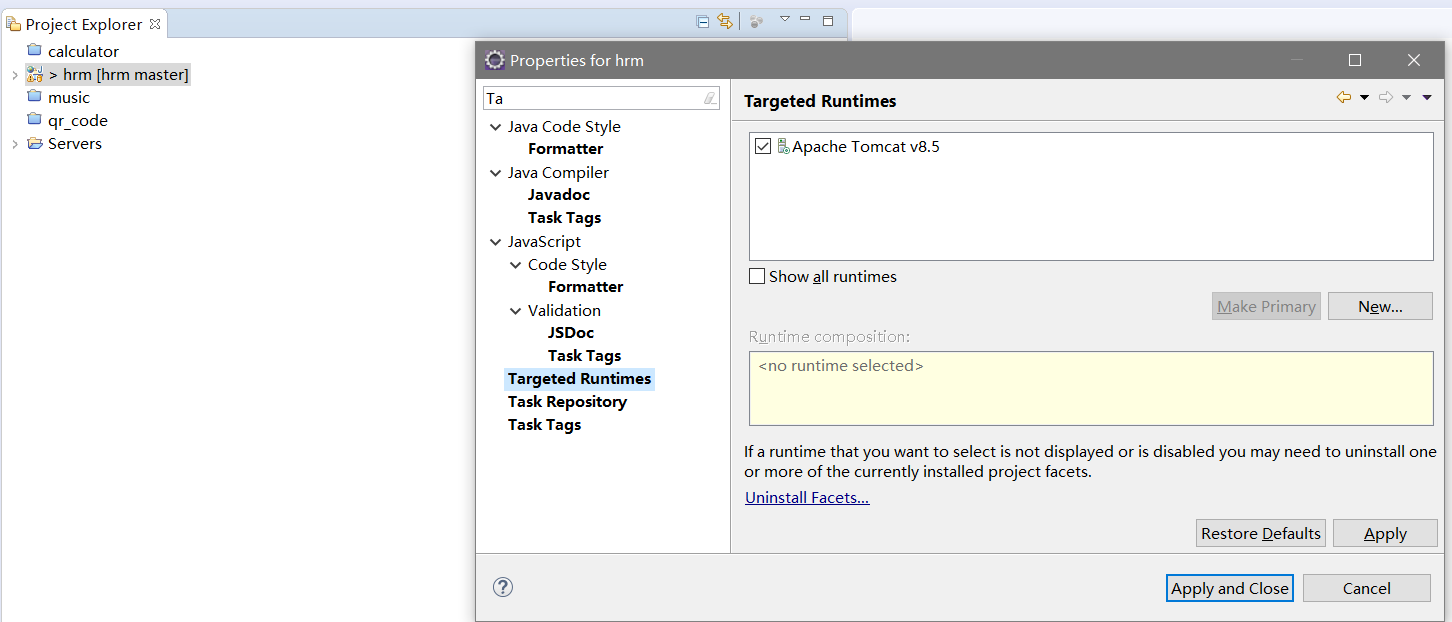 Project Explorer
calculator
> hrm [hrm master]
music
qr_code
Servers
Properties for hrm
Ta
Java Code Style
Formatter
Java Compiler
Javadoc
Task Tags
JavaScript
Code Style
Formatter
Validation
JSDoc
Task Tags
Targeted Runtimes
Task Repository
Task Tags
Targeted Runtimes
Apache Tomcat v8.5
Show all runtimes
Make Primary
New...
Runtime composition:
<no runtime selected>
If a runtime that you want to select is not displayed or is disabled you may need to uninstall one
or more of the currently installed project facets.
Uninstall Facets...
Restore Defaults
Apply
?
Apply and Close
Cancel